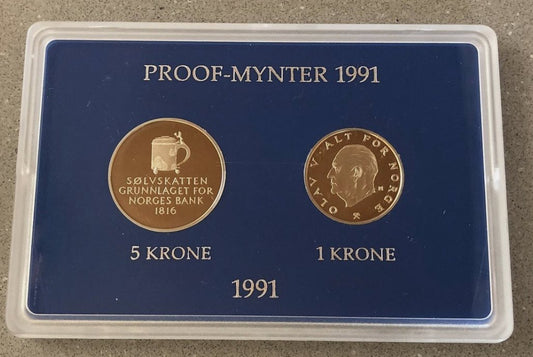 PROOF-MYNTER 1991
SØLVSKATTEN
GRUNNLAGET FOR
NORGES BANK
1816
OLAV V · ALT FOR NORGE
5 KRONE
1 KRONE
1991